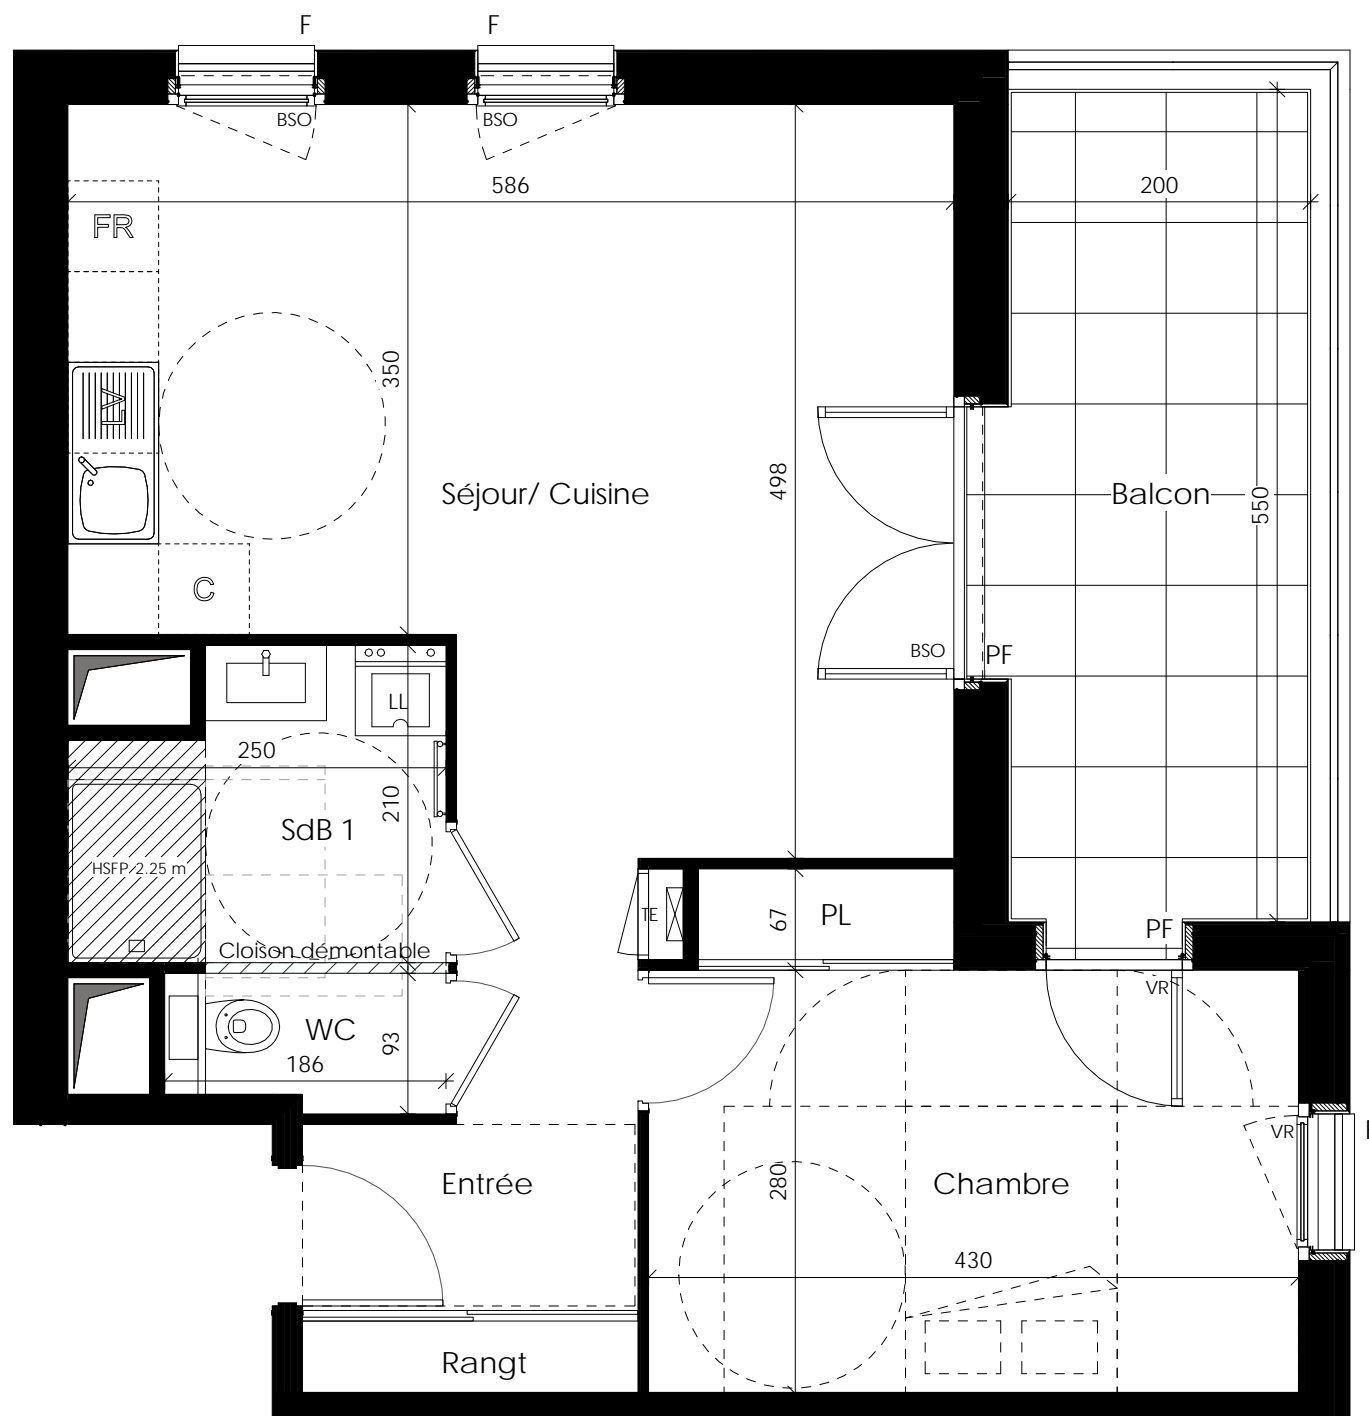 F
F
BSO
BSO
586
200
FR
350
LV
Séjour/ Cuisine
498
Balcon
550
C
BSO
PF
LL
250
210
SdB 1
HSFP 2.25 m
TE
67
PL
PF
Cloison démontable
VR
WC
93
186
VR
Entrée
280
Chambre
430
Rangt